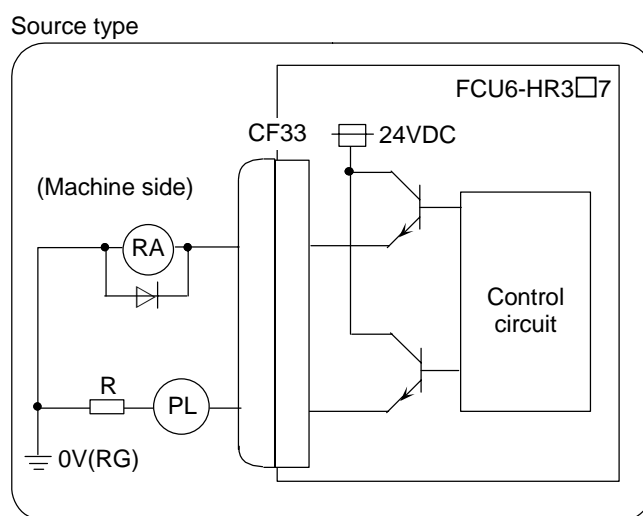 Source type
FCU6-HR3□7
CF33
24VDC
(Machine side)
RA
Control
circuit
R
PL
0V(RG)